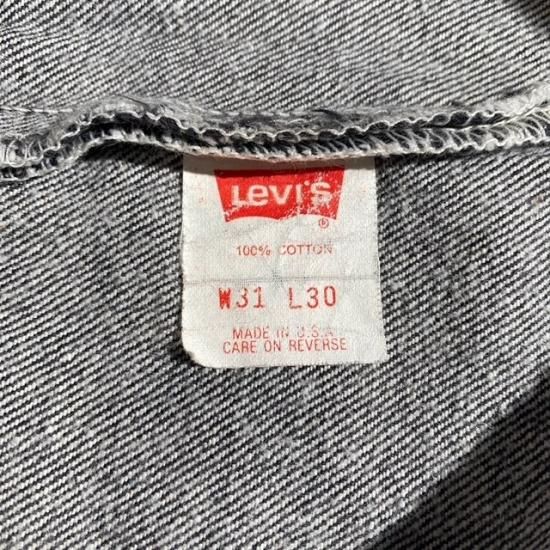 Levi's
®
100% COTTON
W31 L30
MADE IN U.S.A
CARE ON REVERSE